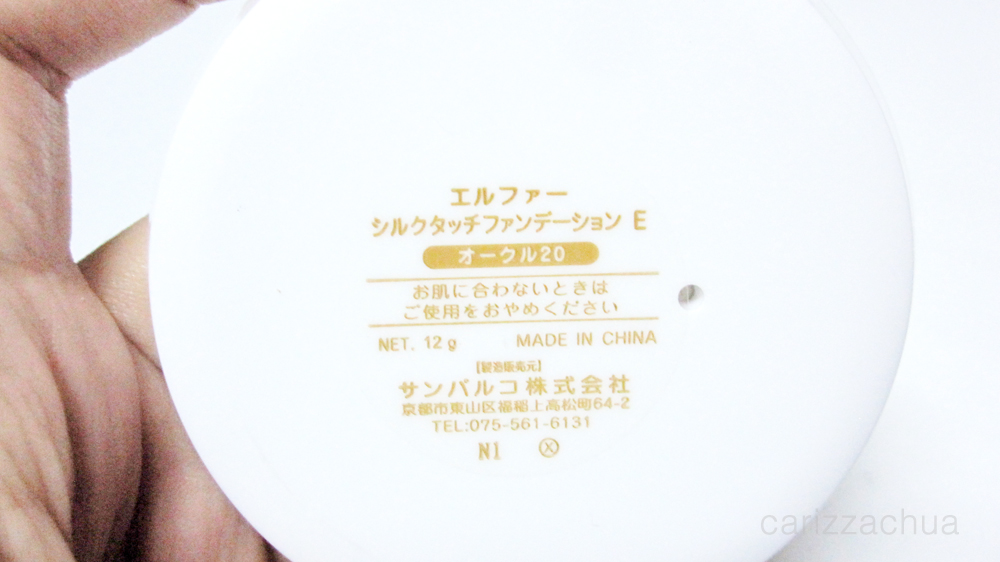 エルファー
シルクタッチファンデーション E
オークル20
お肌に合わないときは
ご使用をおやめください
NET. 12g MADE IN CHINA
【製造販売元】
サンパルコ株式会社
京都市東山区福稲上高松町64-2
TEL:075-561-6131
N1 Ⓧ
carizzachua